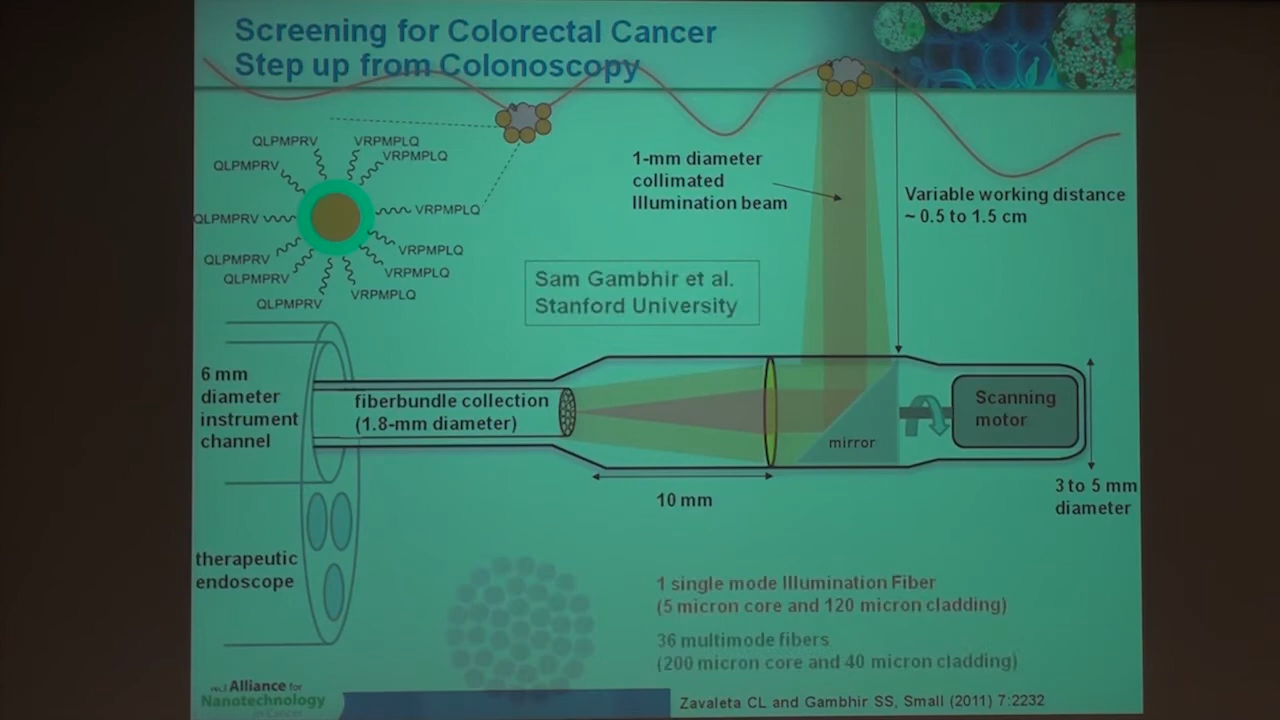 Screening for Colorectal Cancer
Step up from Colonoscopy
QLPMPRV
VRPMPLQ
QLPMPRV
VRPMPLQ
QLPMPRV
VRPMPLQ
QLPMPRV
VRPMPLQ
QLPMPRV
VRPMPLQ
QLPMPRV
VRPMPLQ
1-mm diameter
collimated
Illumination beam
Variable working distance
~ 0.5 to 1.5 cm
Sam Gambhir et al.
Stanford University
6 mm
diameter
instrument
channel
fiberbundle collection
(1.8-mm diameter)
mirror
Scanning
motor
10 mm
3 to 5 mm
diameter
therapeutic
endoscope
1 single mode Illumination Fiber
(5 micron core and 120 micron cladding)
36 multimode fibers
(200 micron core and 40 micron cladding)
NCI Alliance for
Nanotechnology
in Cancer
Zavaleta CL and Gambhir SS, Small (2011) 7:2232